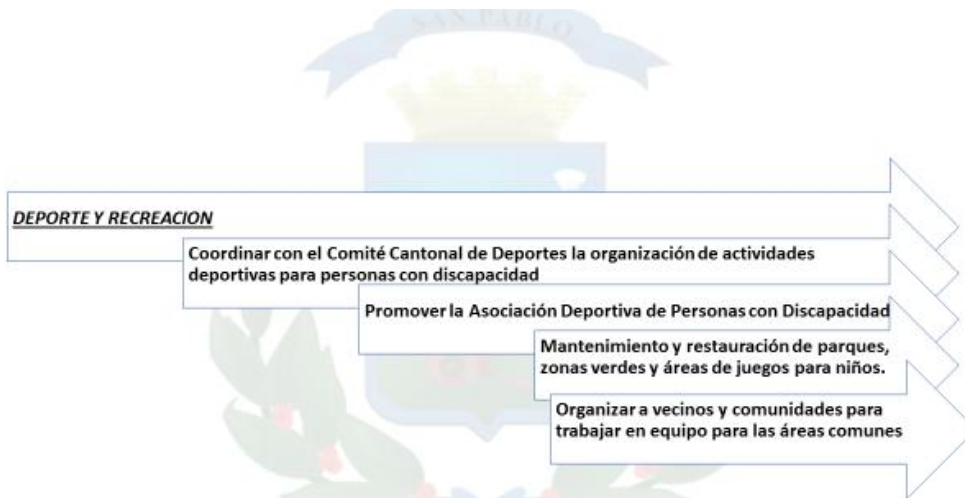 SAN PABLO
DEPORTE Y RECREACION
Coordinar con el Comité Cantonal de Deportes la organización de actividades
deportivas para personas con discapacidad
Promover la Asociación Deportiva de Personas con Discapacidad
Mantenimiento y restauración de parques,
zonas verdes y áreas de juegos para niños.
Organizar a vecinos y comunidades para
trabajar en equipo para las áreas comunes